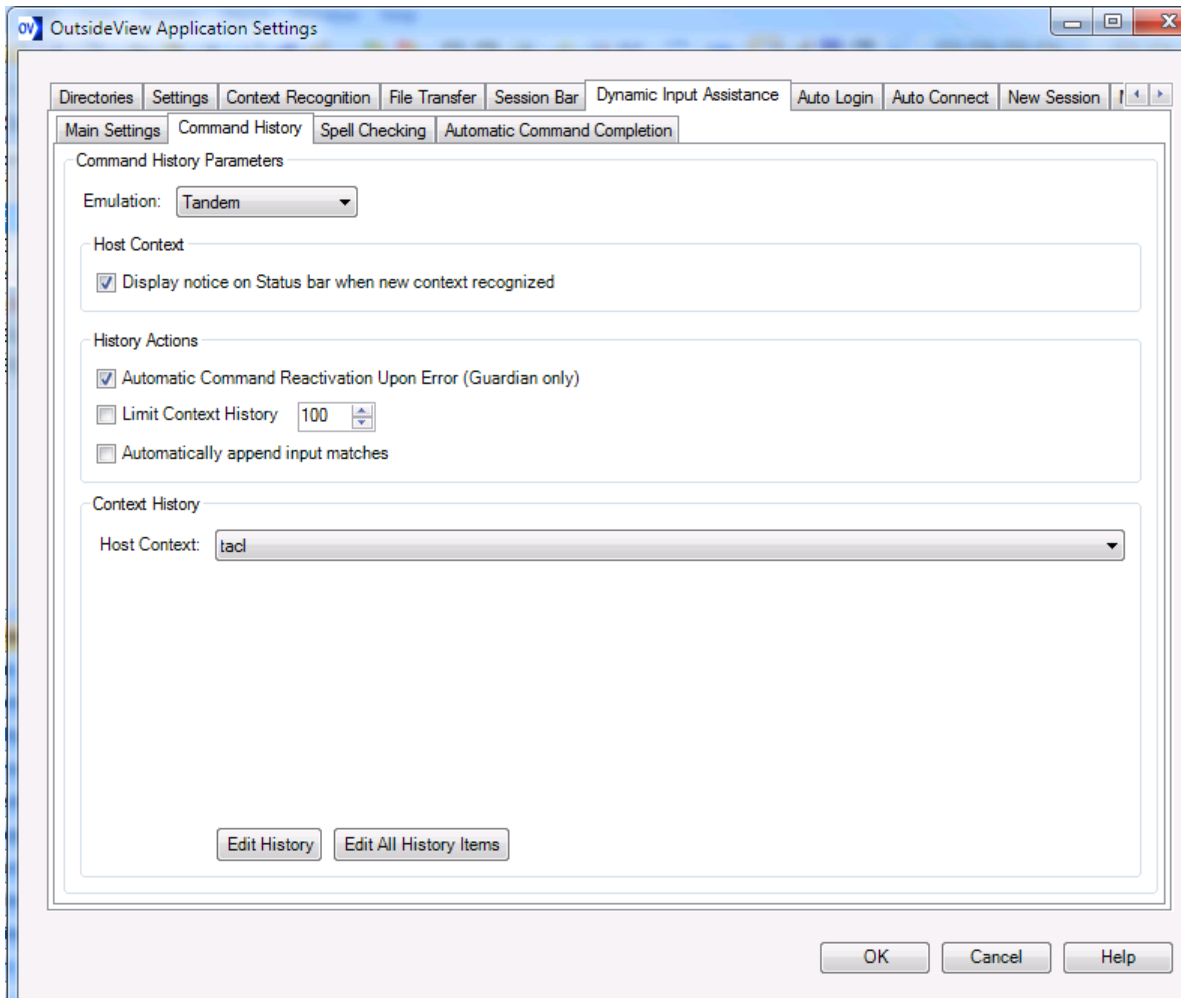 OV OutsideView Application Settings
Directories Settings Context Recognition File Transfer Session Bar Dynamic Input Assistance Auto Login Auto Connect New Session
Main Settings Command History Spell Checking Automatic Command Completion
Command History Parameters
Emulation: Tandem
Host Context
Display notice on Status bar when new context recognized
History Actions
Automatic Command Reactivation Upon Error (Guardian only)
Limit Context History 100
Automatically append input matches
Context History
Host Context: tacl
Edit History Edit All History Items
OK Cancel Help